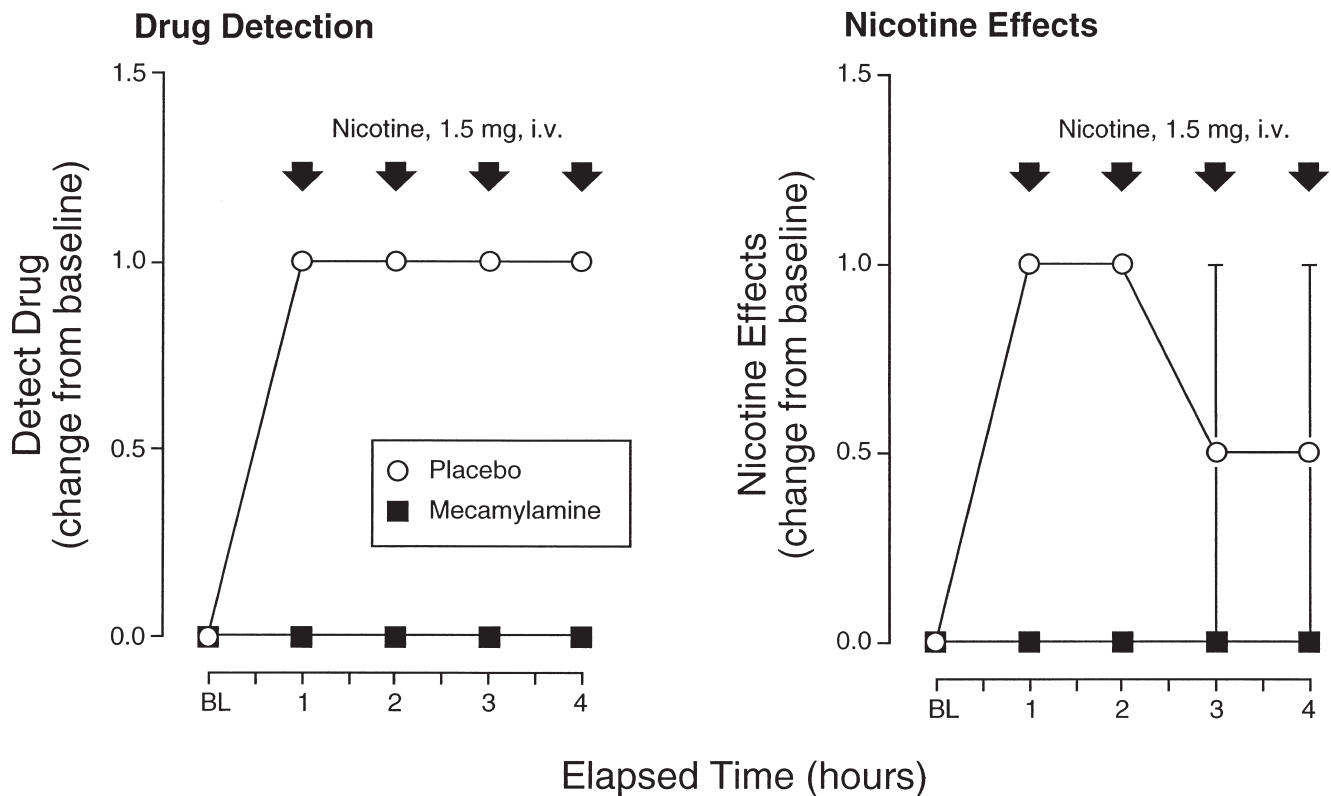 Drug Detection
Nicotine Effects
1.5
Nicotine, 1.5 mg, i.v.
1.0
0.5
0.0
Detect Drug
(change from baseline)
Placebo
Mecamylamine
BL 1 2 3 4
1.5
Nicotine, 1.5 mg, i.v.
1.0
0.5
0.0
Nicotine Effects
(change from baseline)
BL 1 2 3 4
Elapsed Time (hours)